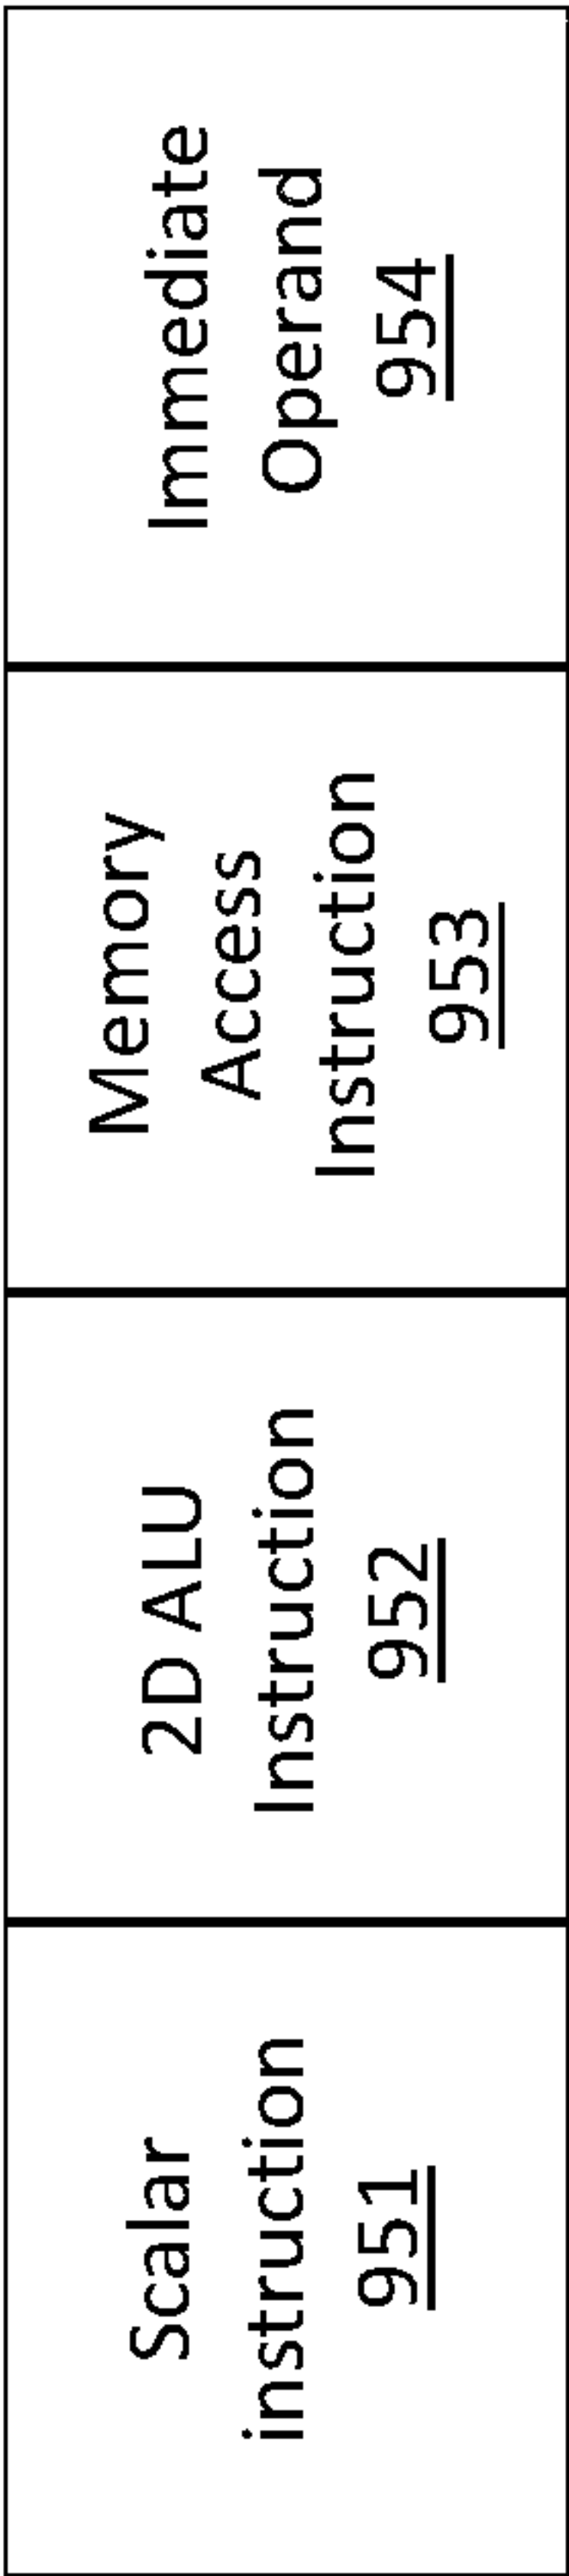 Scalar
instruction
951
2D ALU
Instruction
952
Memory
Access
Instruction
953
Immediate
Operand
954